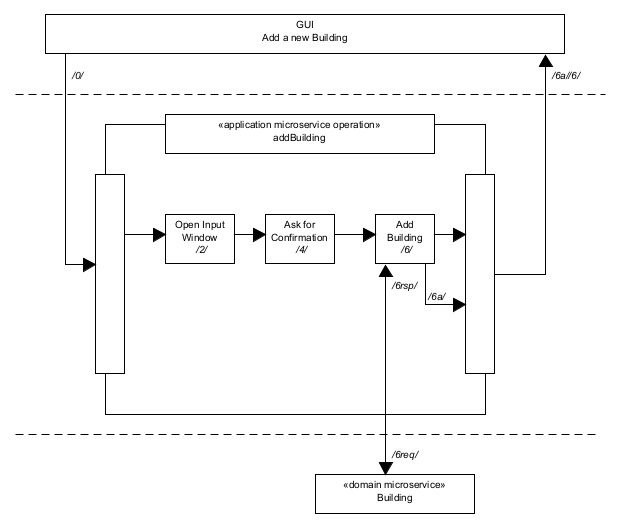 GUI
Add a new Building
/0/
/6a//6/
«application microservice operation»
addBuilding
Open Input
Window
/2/
Ask for
Confirmation
/4/
Add
Building
/6/
/6rsp/
/6a/
/6req/
«domain microservice»
Building